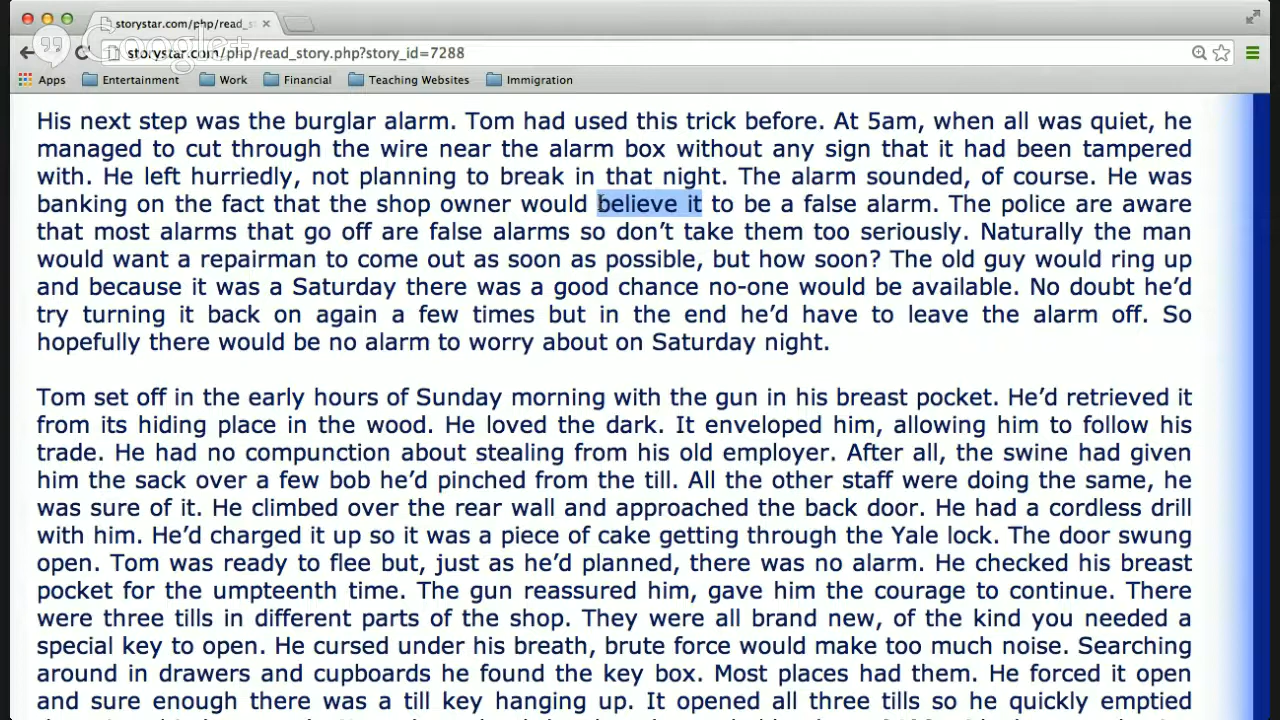 storystar.com/php/read_s
Google+
storystar.com/php/read_story.php?story_id=7288
Apps Entertainment Work Financial Teaching Websites Immigration
His next step was the burglar alarm. Tom had used this trick before. At 5am, when all was quiet, he
managed to cut through the wire near the alarm box without any sign that it had been tampered
with. He left hurriedly, not planning to break in that night. The alarm sounded, of course. He was
banking on the fact that the shop owner would believe it to be a false alarm. The police are aware
that most alarms that go off are false alarms so don’t take them too seriously. Naturally the man
would want a repairman to come out as soon as possible, but how soon? The old guy would ring up
and because it was a Saturday there was a good chance no-one would be available. No doubt he’d
try turning it back on again a few times but in the end he’d have to leave the alarm off. So
hopefully there would be no alarm to worry about on Saturday night.
Tom set off in the early hours of Sunday morning with the gun in his breast pocket. He’d retrieved it
from its hiding place in the wood. He loved the dark. It enveloped him, allowing him to follow his
trade. He had no compunction about stealing from his old employer. After all, the swine had given
him the sack over a few bob he’d pinched from the till. All the other staff were doing the same, he
was sure of it. He climbed over the rear wall and approached the back door. He had a cordless drill
with him. He’d charged it up so it was a piece of cake getting through the Yale lock. The door swung
open. Tom was ready to flee but, just as he’d planned, there was no alarm. He checked his breast
pocket for the umpteenth time. The gun reassured him, gave him the courage to continue. There
were three tills in different parts of the shop. They were all brand new, of the kind you needed a
special key to open. He cursed under his breath, brute force would make too much noise. Searching
around in drawers and cupboards he found the key box. Most places had them. He forced it open
and sure enough there was a till key hanging up. It opened all three tills so he quickly emptied